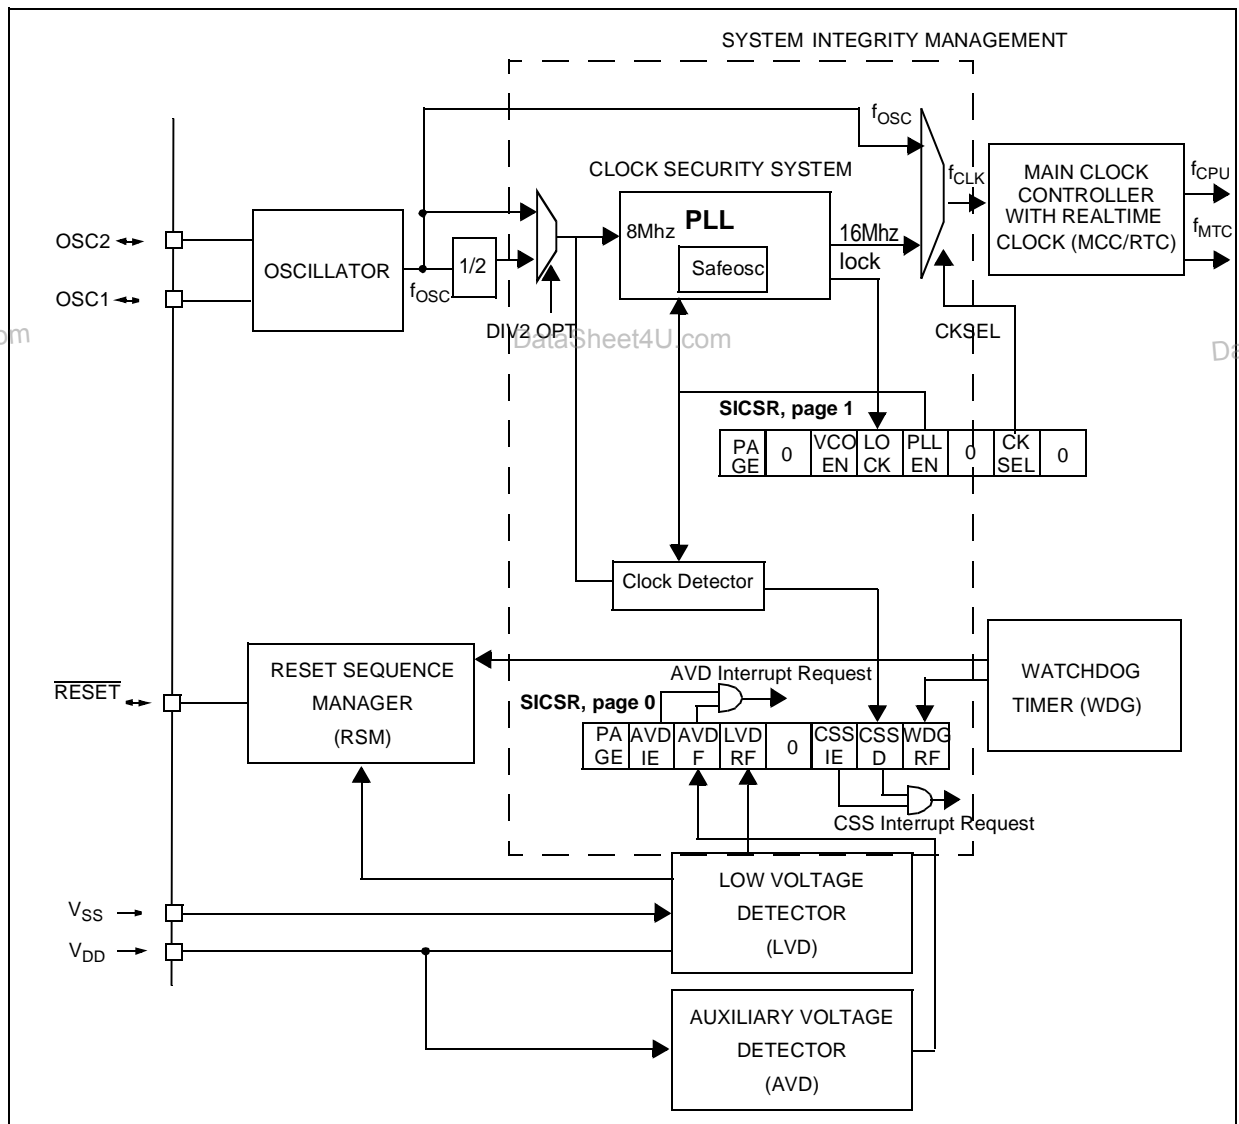 SYSTEM INTEGRITY MANAGEMENT
fOSC
CLOCK SECURITY SYSTEM
fCLK
MAIN CLOCK
CONTROLLER
WITH REALTIME
CLOCK (MCC/RTC)
fCPU
fMTC
8Mhz
PLL
Safeosc
16Mhz
lock
OSC2
OSC1
OSCILLATOR
fOSC
1/2
DIV2 OPT
CKSEL
om
DataSheet4U.com
Da
SICSR, page 1
PA
GE
0
VCO
EN
LO
CK
PLL
EN
0
CK
SEL
0
Clock Detector
RESET
RESET SEQUENCE
MANAGER
(RSM)
AVD Interrupt Request
WATCHDOG
TIMER (WDG)
SICSR, page 0
PA
GE
AVD
IE
AVD
F
LVD
RF
0
CSS
IE
CSS
D
WDG
RF
CSS Interrupt Request
VSS
VDD
LOW VOLTAGE
DETECTOR
(LVD)
AUXILIARY VOLTAGE
DETECTOR
(AVD)